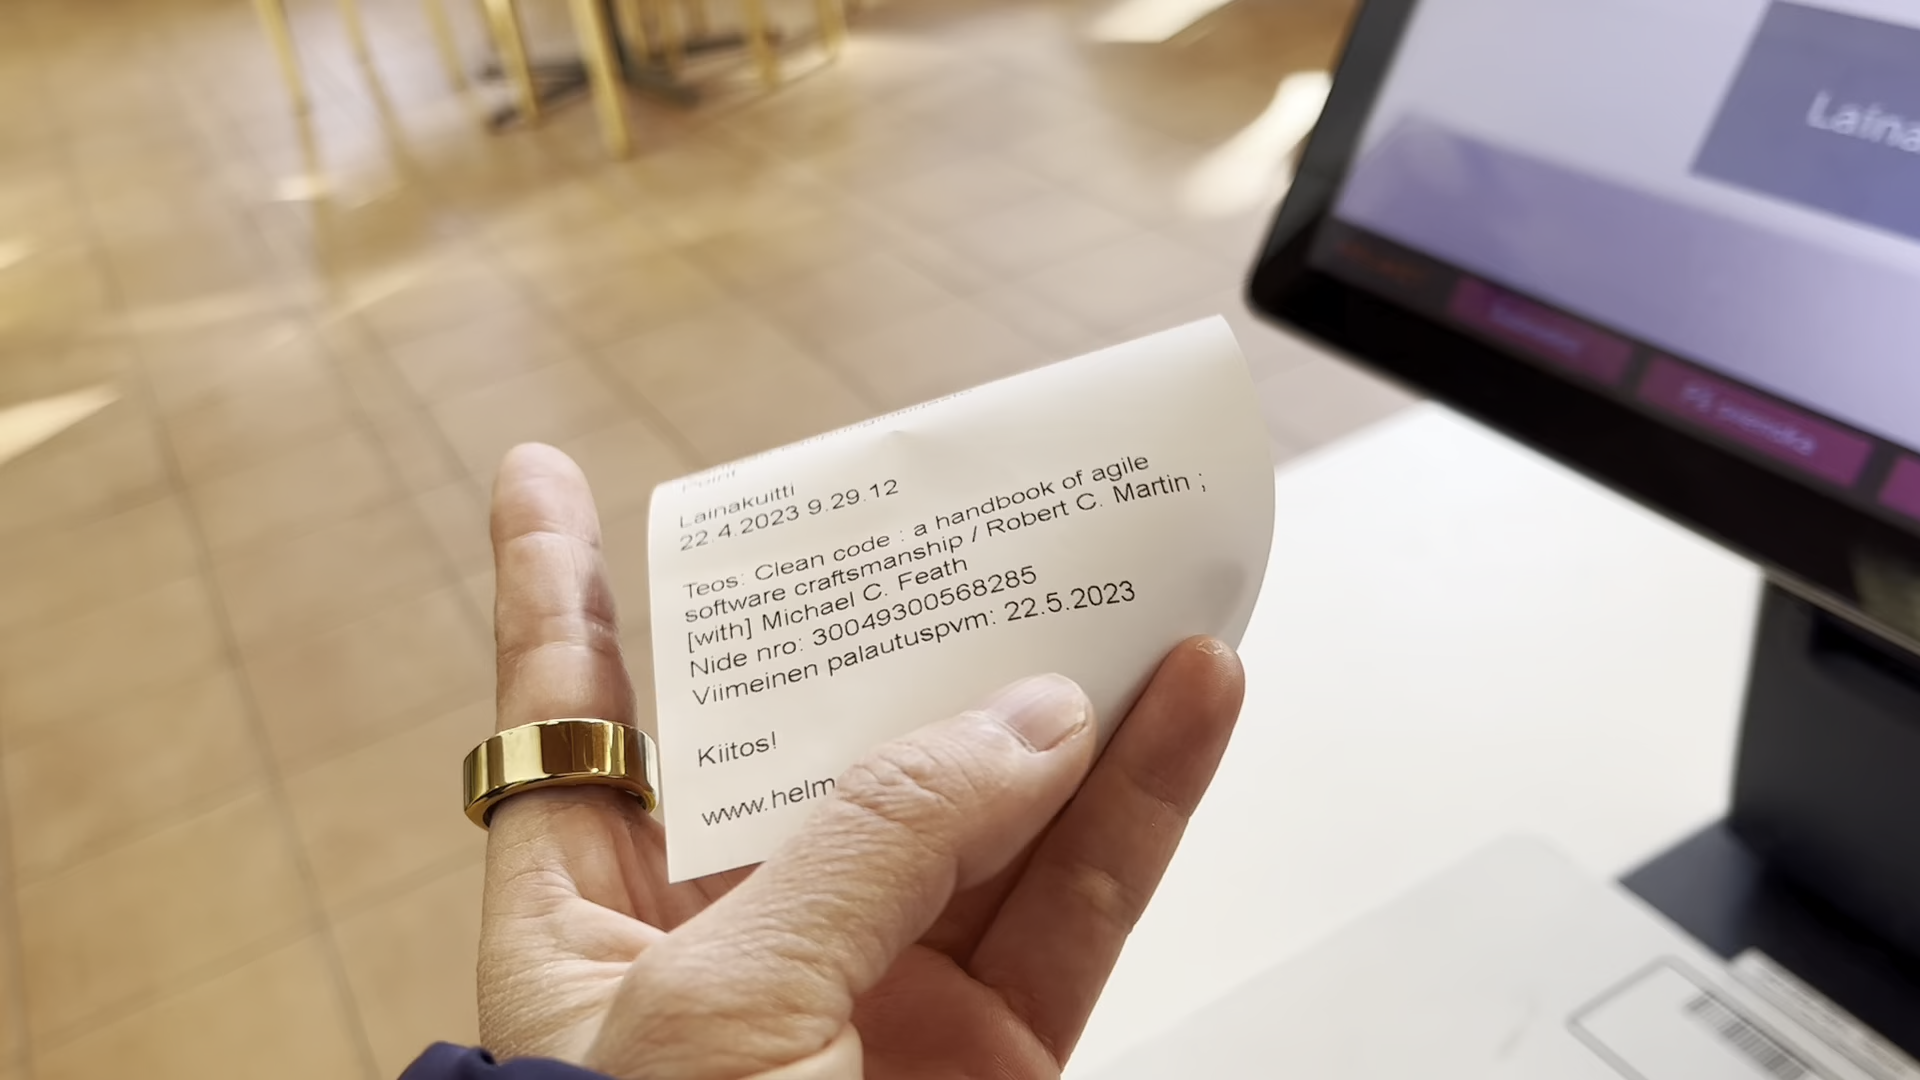 Point
Lainakuitti
22.4.2023 9.29.12
Teos: Clean code : a handbook of agile
software craftsmanship / Robert C. Martin ;
[with] Michael C. Feath
Nide nro: 30049300568285
Viimeinen palautuspvm: 22.5.2023
Kiitos!
www.helm
Laina